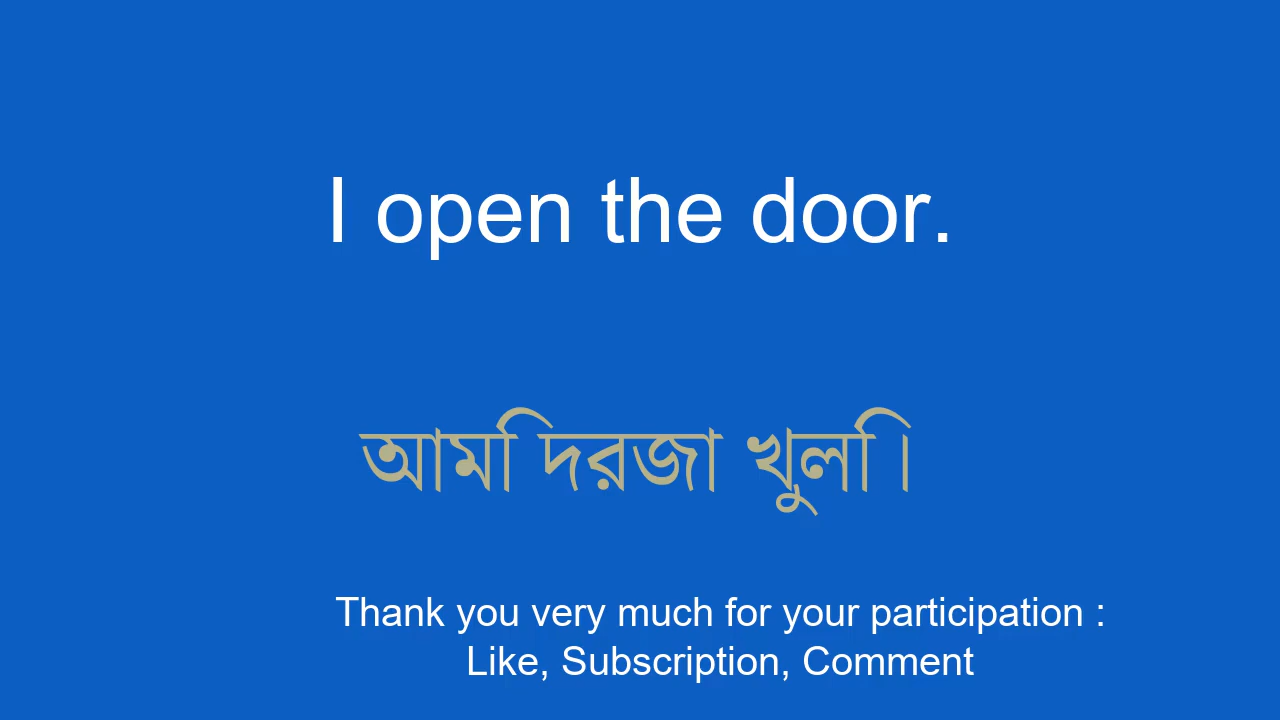 I open the door.
আমি দরজা খুলি।
Thank you very much for your participation :
Like, Subscription, Comment